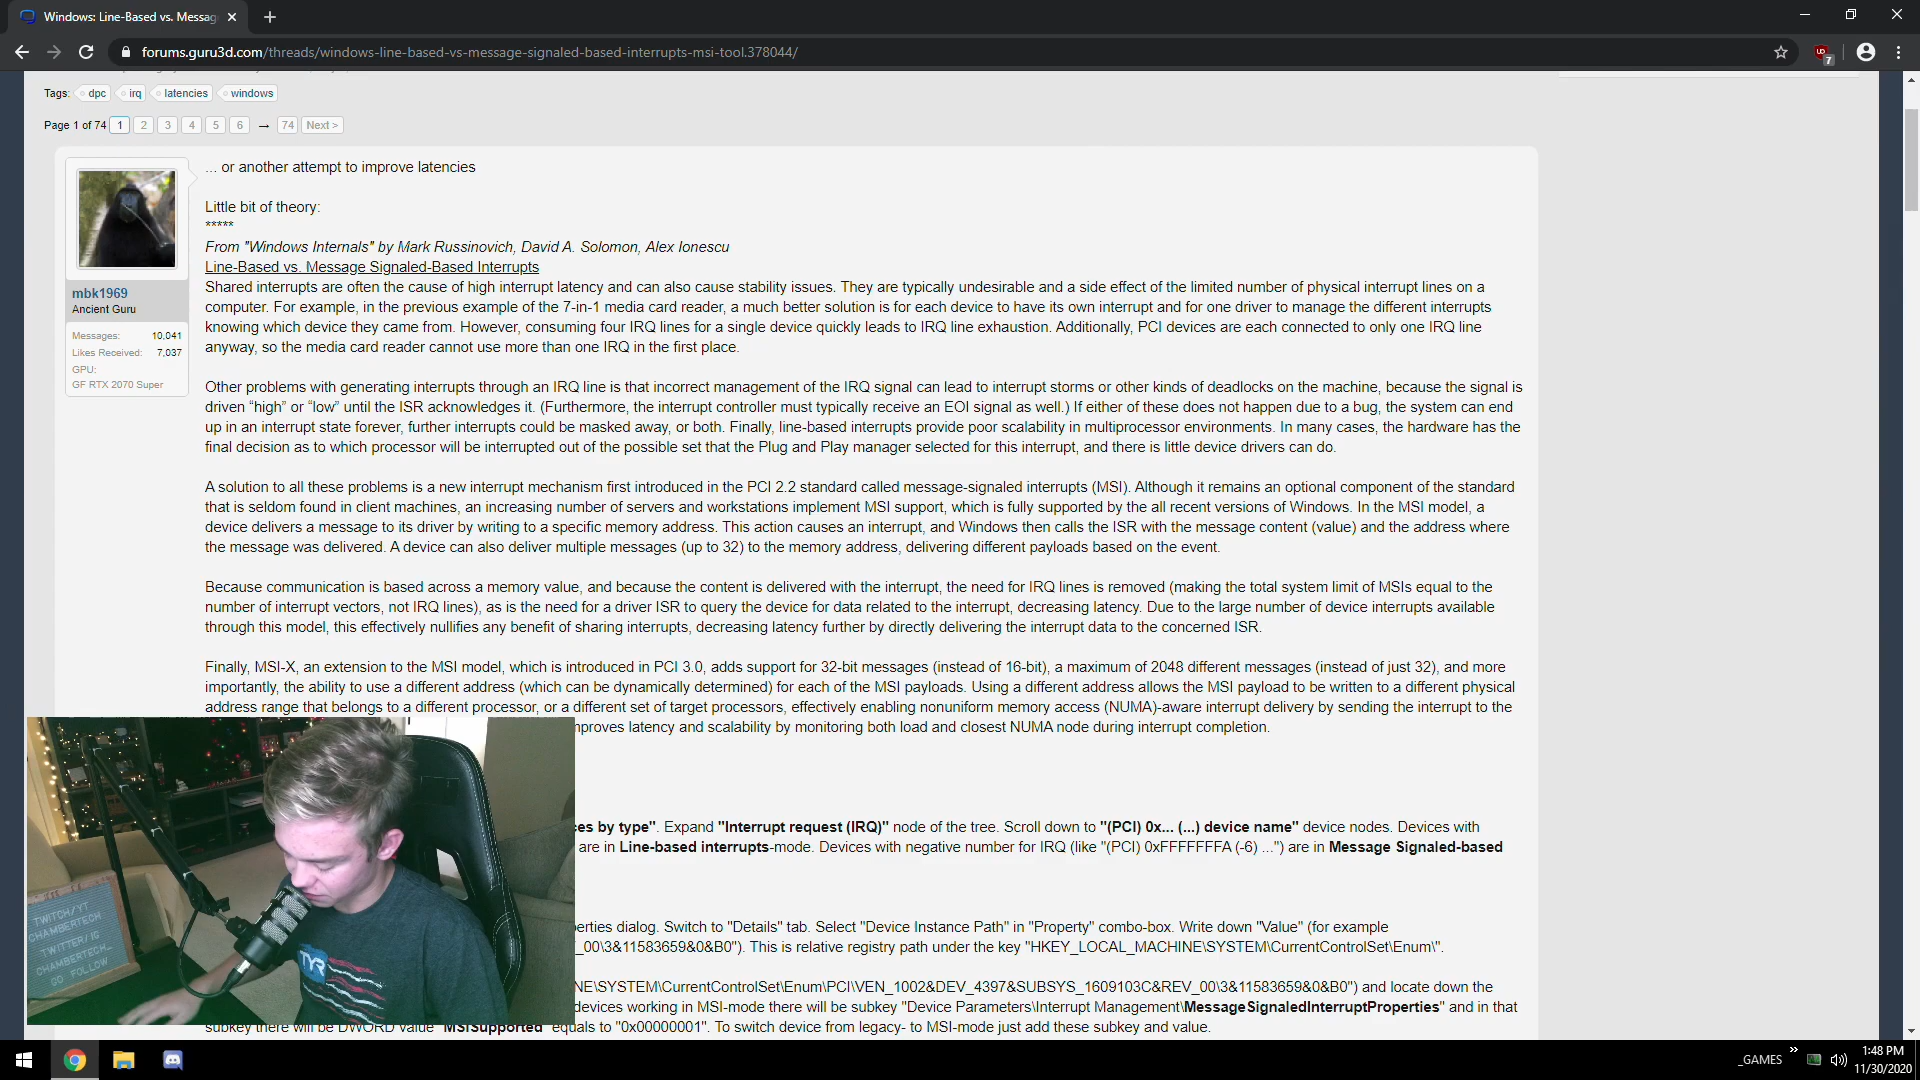 Windows: Line-Based vs. Messag
forums.guru3d.com/threads/windows-line-based-vs-message-signaled-based-interrupts-msi-tool.378044/
7
Tags: dpc irq latencies windows
Page 1 of 74 1 2 3 4 5 6 → 74 Next >
... or another attempt to improve latencies
Little bit of theory:
*****
From "Windows Internals" by Mark Russinovich, David A. Solomon, Alex Ionescu
Line-Based vs. Message Signaled-Based Interrupts
mbk1969
Ancient Guru
Messages: 10,041
Likes Received: 7,037
GPU:
GF RTX 2070 Super
Shared interrupts are often the cause of high interrupt latency and can also cause stability issues. They are typically undesirable and a side effect of the limited number of physical interrupt lines on a
computer. For example, in the previous example of the 7-in-1 media card reader, a much better solution is for each device to have its own interrupt and for one driver to manage the different interrupts
knowing which device they came from. However, consuming four IRQ lines for a single device quickly leads to IRQ line exhaustion. Additionally, PCI devices are each connected to only one IRQ line
anyway, so the media card reader cannot use more than one IRQ in the first place.
Other problems with generating interrupts through an IRQ line is that incorrect management of the IRQ signal can lead to interrupt storms or other kinds of deadlocks on the machine, because the signal is
driven “high” or “low” until the ISR acknowledges it. (Furthermore, the interrupt controller must typically receive an EOI signal as well.) If either of these does not happen due to a bug, the system can end
up in an interrupt state forever, further interrupts could be masked away, or both. Finally, line-based interrupts provide poor scalability in multiprocessor environments. In many cases, the hardware has the
final decision as to which processor will be interrupted out of the possible set that the Plug and Play manager selected for this interrupt, and there is little device drivers can do.
A solution to all these problems is a new interrupt mechanism first introduced in the PCI 2.2 standard called message-signaled interrupts (MSI). Although it remains an optional component of the standard
that is seldom found in client machines, an increasing number of servers and workstations implement MSI support, which is fully supported by the all recent versions of Windows. In the MSI model, a
device delivers a message to its driver by writing to a specific memory address. This action causes an interrupt, and Windows then calls the ISR with the message content (value) and the address where
the message was delivered. A device can also deliver multiple messages (up to 32) to the memory address, delivering different payloads based on the event.
Because communication is based across a memory value, and because the content is delivered with the interrupt, the need for IRQ lines is removed (making the total system limit of MSIs equal to the
number of interrupt vectors, not IRQ lines), as is the need for a driver ISR to query the device for data related to the interrupt, decreasing latency. Due to the large number of device interrupts available
through this model, this effectively nullifies any benefit of sharing interrupts, decreasing latency further by directly delivering the interrupt data to the concerned ISR.
Finally, MSI-X, an extension to the MSI model, which is introduced in PCI 3.0, adds support for 32-bit messages (instead of 16-bit), a maximum of 2048 different messages (instead of just 32), and more
importantly, the ability to use a different address (which can be dynamically determined) for each of the MSI payloads. Using a different address allows the MSI payload to be written to a different physical
address range that belongs to a different processor, or a different set of target processors, effectively enabling nonuniform memory access (NUMA)-aware interrupt delivery by sending the interrupt to the
mproves latency and scalability by monitoring both load and closest NUMA node during interrupt completion.
ces by type". Expand "Interrupt request (IRQ)" node of the tree. Scroll down to "(PCI) 0x... (...) device name" device nodes. Devices with
are in Line-based interrupts-mode. Devices with negative number for IRQ (like "(PCI) 0xFFFFFFFA (-6) ...") are in Message Signaled-based
erties dialog. Switch to "Details" tab. Select "Device Instance Path" in "Property" combo-box. Write down "Value" (for example
_00\3&11583659&0&B0"). This is relative registry path under the key "HKEY_LOCAL_MACHINE\SYSTEM\CurrentControlSet\Enum\".
NE\SYSTEM\CurrentControlSet\Enum\PCI\VEN_1002&DEV_4397&SUBSYS_1609103C&REV_00\3&11583659&0&B0") and locate down the
devices working in MSI-mode there will be subkey "Device Parameters\Interrupt Management\MessageSignaledInterruptProperties" and in that
subkey there will be DWORD value "MSISupported" equals to "0x00000001". To switch device from legacy- to MSI-mode just add these subkey and value.
TWITCH/YT
CHAMBERTECH
TWITTER/IG
CHAMBERTECH_
GO FOLLOW
TYR
_GAMES
1:48 PM
11/30/2020